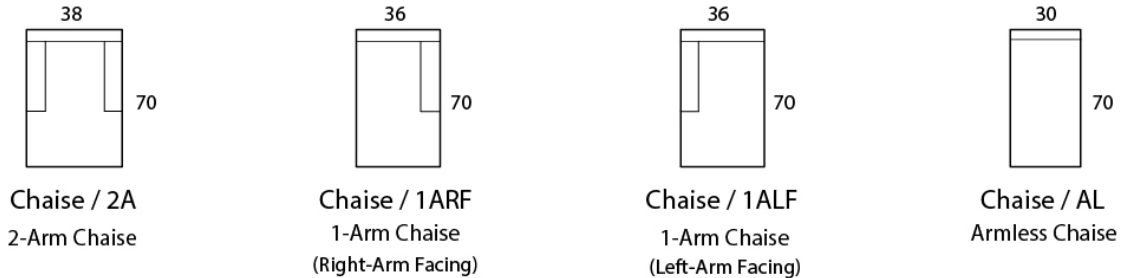 38
70
Chaise / 2A
2-Arm Chaise
36
70
Chaise / 1ARF
1-Arm Chaise
(Right-Arm Facing)
36
70
Chaise / 1ALF
1-Arm Chaise
(Left-Arm Facing)
30
70
Chaise / AL
Armless Chaise